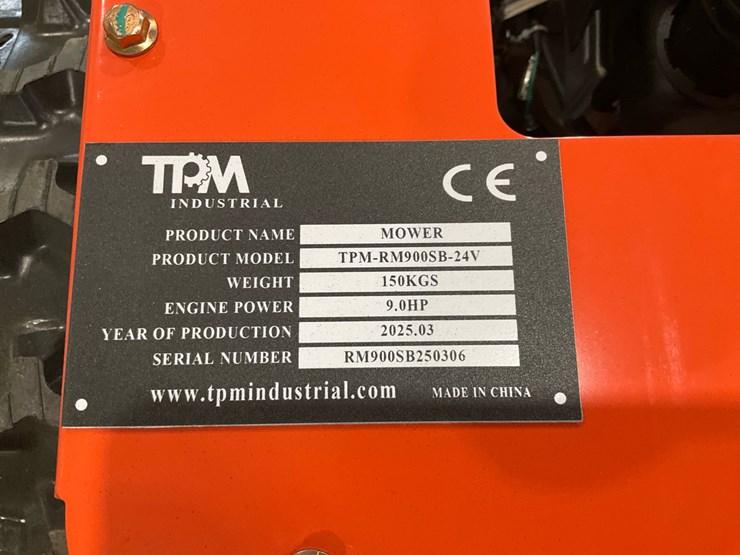 TPM
CE
INDUSTRIAL
PRODUCT NAME MOWER
PRODUCT MODEL TPM-RM900SB-24V
WEIGHT 150KGS
ENGINE POWER 9.0HP
YEAR OF PRODUCTION 2025.03
SERIAL NUMBER RM900SB250306
www.tpmindustrial.com MADE IN CHINA